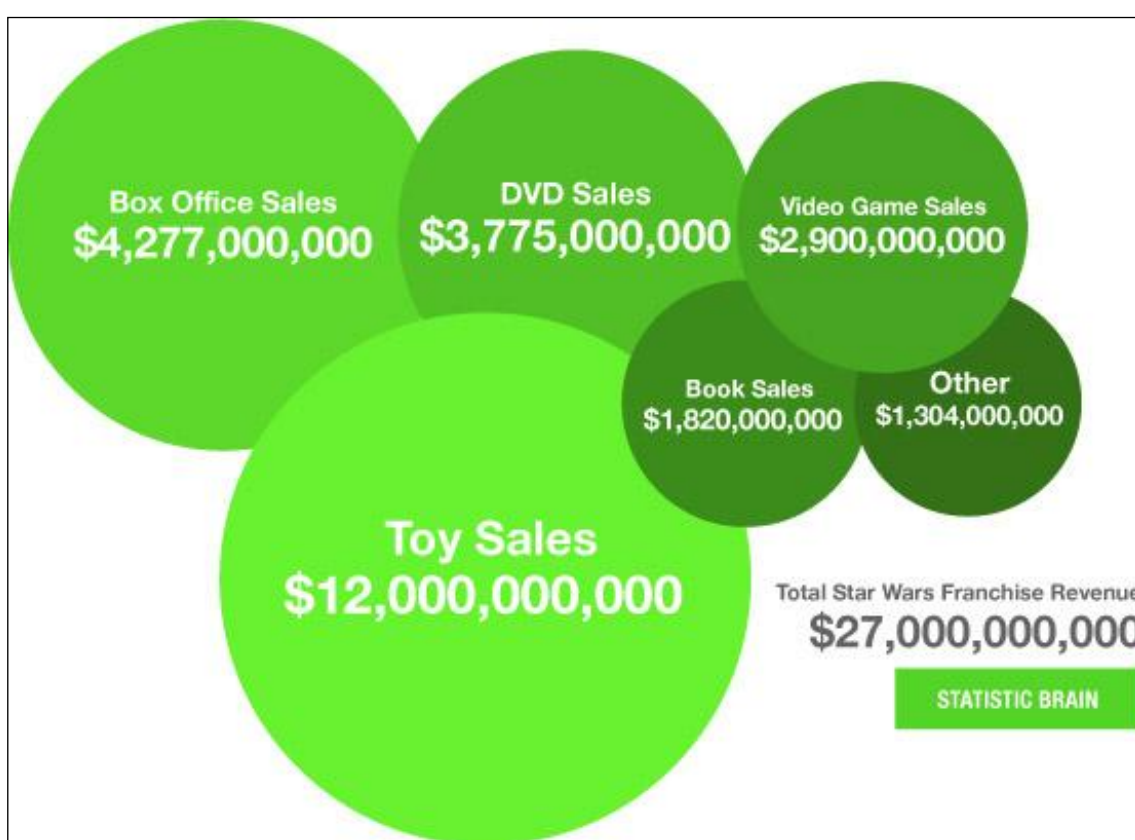 Box Office Sales
$4,277,000,000
DVD Sales
$3,775,000,000
Video Game Sales
$2,900,000,000
Book Sales
$1,820,000,000
Other
$1,304,000,000
Toy Sales
$12,000,000,000
Total Star Wars Franchise Revenue
$27,000,000,000
STATISTIC BRAIN